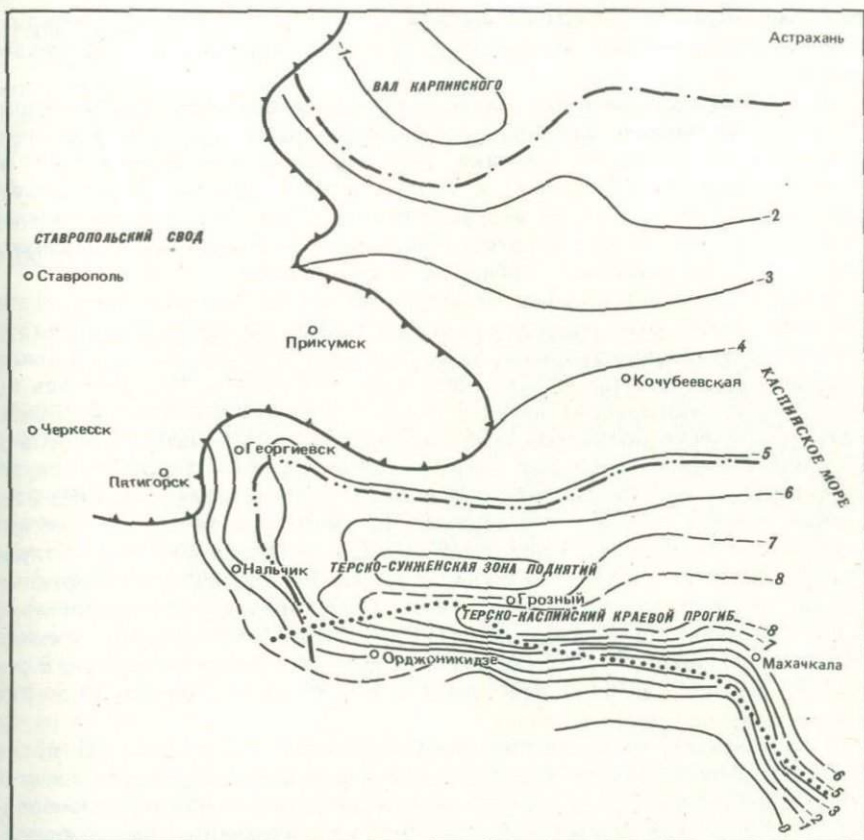 Астрахань
-1
ВАЛ КАРПИНСКОГО
-2
СТАВРОПОЛЬСКИЙ СВОД
Ставрополь
-3
Прикумск
-4
Кочубеевская
КАСПИЙСКОЕ МОРЕ
Черкесск
Георгиевск
-5
Пятигорск
-6
-7
Нальчик
ТЕРСКО-СУНЖЕНСКАЯ ЗОНА ПОДНЯТИЙ
-8
Грозный
ТЕРСКО-КАСПИЙСКИЙ КРАЕВОЙ ПРОГИБ
-8
-7
Орджоникидзе
Махачкала
-6
-5
-3
-2
-1
0